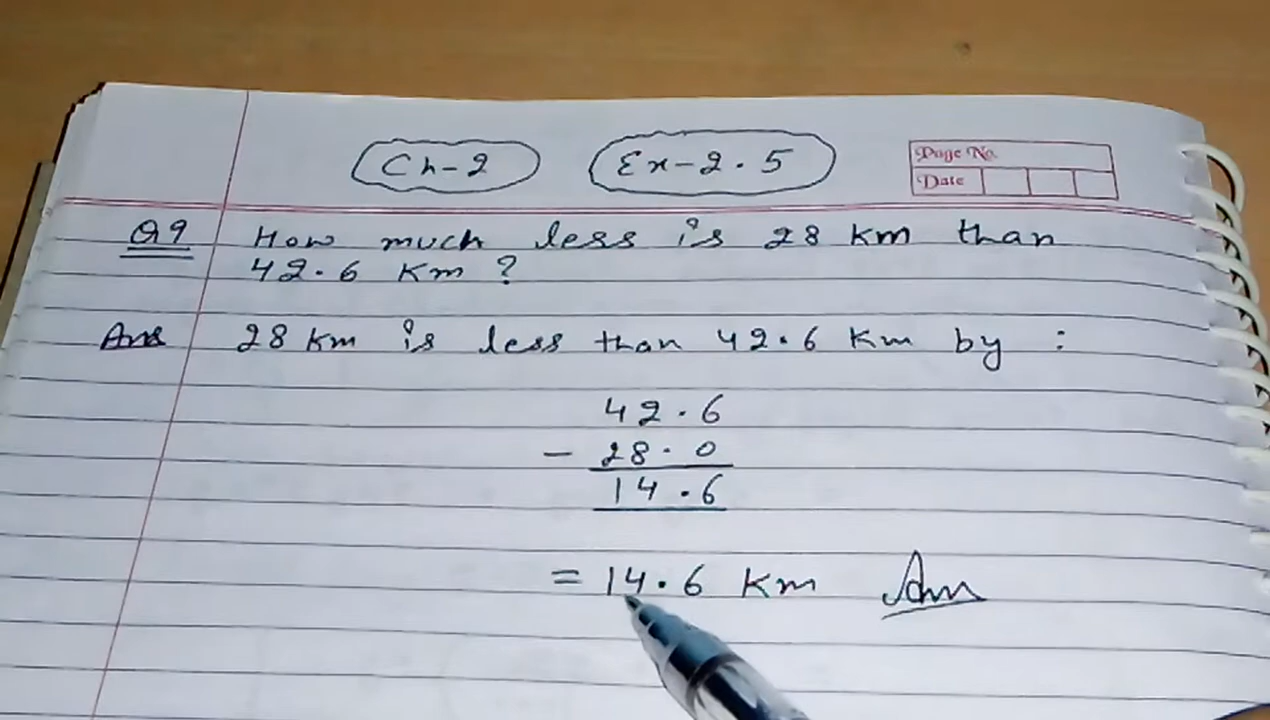 Ch-2 Ex-2.5
Page No.
Date
Q9 How much less is 28 km than
42.6 Km ?
Ans 28 Km is less than 42.6 Km by :
42.6
- 28.0
14.6
= 14.6 Km Ans